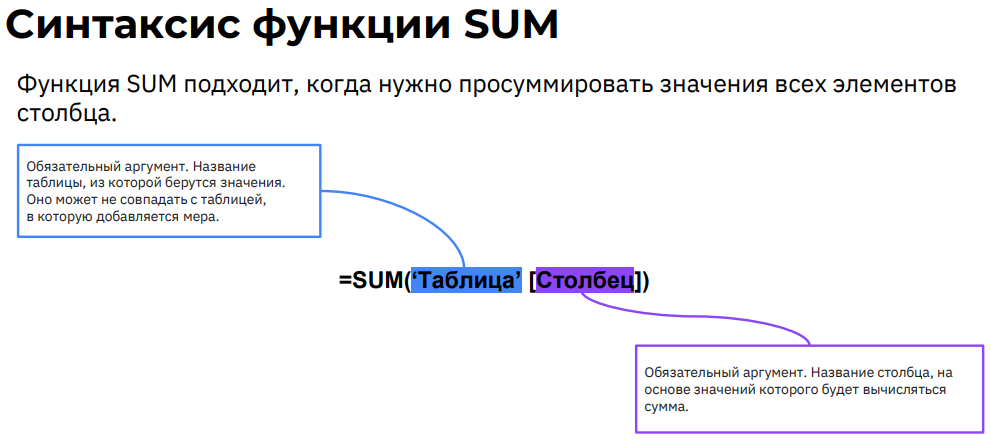 Синтаксис функции SUM
Функция SUM подходит, когда нужно просуммировать значения всех элементов
столбца.
Обязательный аргумент. Название
таблицы, из которой берутся значения.
Оно может не совпадать с таблицей,
в которую добавляется мера.
=SUM(‘Таблица’ [Столбец])
Обязательный аргумент. Название столбца, на
основе значений которого будет вычисляться
сумма.